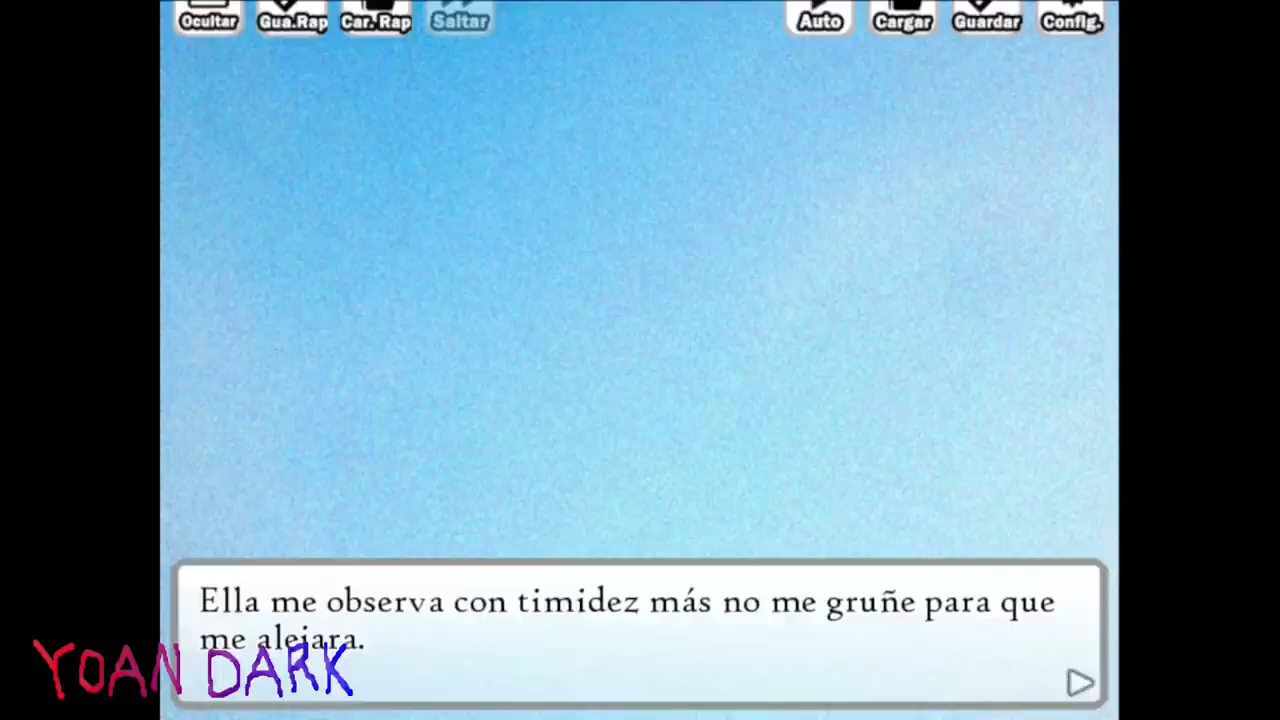 Ocultar Gua.Rap Car. Rap Saltar Auto Cargar Guardar Config.
Ella me observa con timidez más no me gruñe para que
me alejara.
YOAN DARK